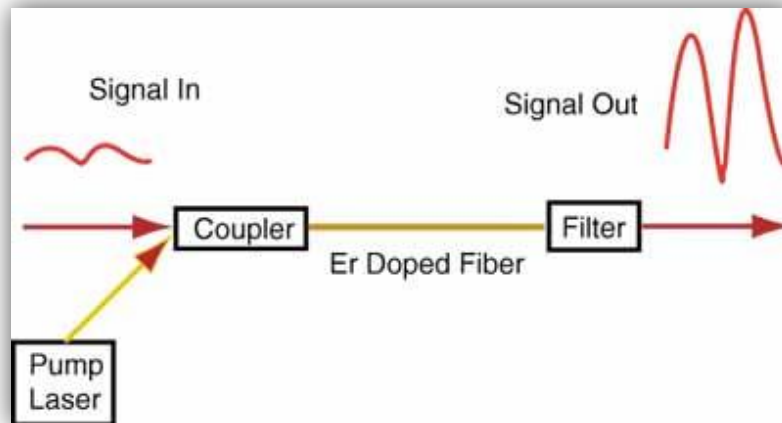 Signal In
Signal Out
Coupler
Filter
Er Doped Fiber
Pump
Laser